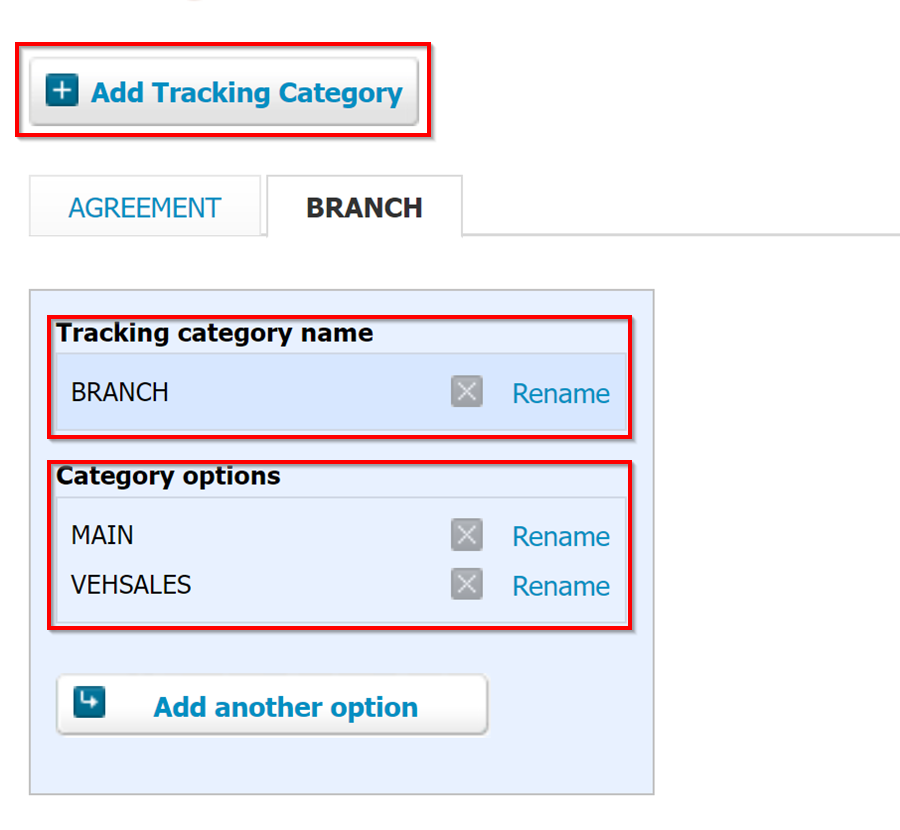 Add Tracking Category
AGREEMENT BRANCH
Tracking category name
BRANCH Rename
Category options
MAIN Rename
VEHSALES Rename
Add another option